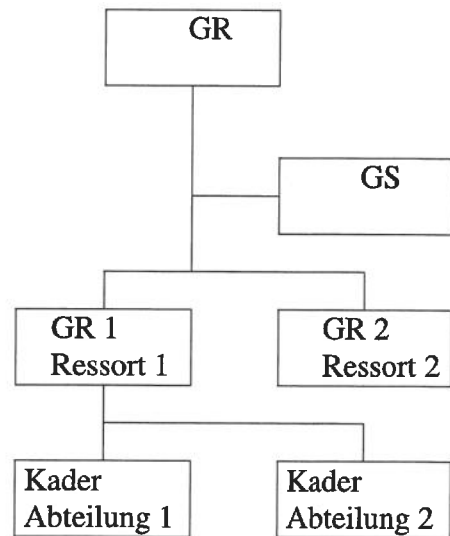 GR
GS
GR 1
Ressort 1
GR 2
Ressort 2
Kader
Abteilung 1
Kader
Abteilung 2